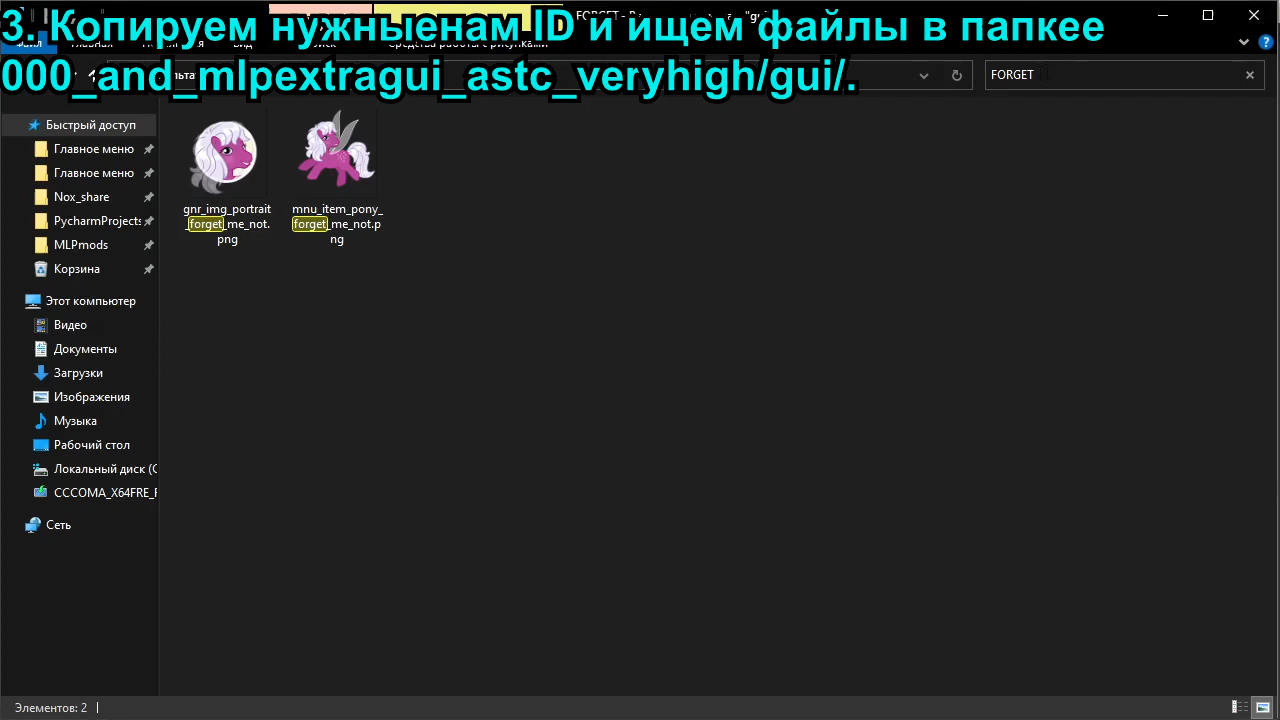 3. Копируем нужныенам ID и ищем файлы в папкее
000_and_mlpextragui_astc_veryhigh/gui/.
FORGET
Быстрый доступ
Главное меню
Главное меню
Nox_share
PycharmProjects
MLPmods
Корзина
Этот компьютер
Видео
Документы
Загрузки
Изображения
Музыка
Рабочий стол
Локальный диск (C
CCCOMA_X64FRE_F
Сеть
gnr_img_portrait
_forget_me_not.
png
mnu_item_pony_
forget_me_not.p
ng
Элементов: 2